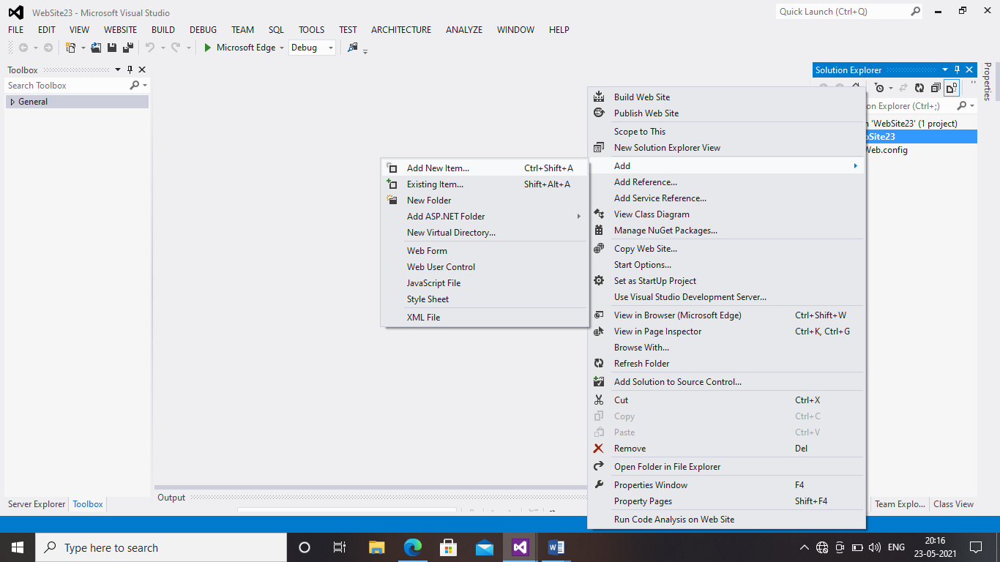 WebSite23 - Microsoft Visual Studio
Quick Launch (Ctrl+Q)
FILE EDIT VIEW WEBSITE BUILD DEBUG TEAM SQL TOOLS TEST ARCHITECTURE ANALYZE WINDOW HELP
Microsoft Edge Debug
Toolbox
Search Toolbox
General
Solution Explorer
Properties
on Explorer (Ctrl+;)
'WebSite23' (1 project)
bSite23
Web.config
Build Web Site
Publish Web Site
Scope to This
New Solution Explorer View
Add
Add Reference...
Add Service Reference...
View Class Diagram
Manage NuGet Packages...
Copy Web Site...
Start Options...
Set as StartUp Project
Use Visual Studio Development Server...
View in Browser (Microsoft Edge) Ctrl+Shift+W
View in Page Inspector Ctrl+K, Ctrl+G
Browse With...
Refresh Folder
Add Solution to Source Control...
Cut Ctrl+X
Copy Ctrl+C
Paste Ctrl+V
Remove Del
Open Folder in File Explorer
Properties Window F4
Property Pages Shift+F4
Run Code Analysis on Web Site
Add New Item... Ctrl+Shift+A
Existing Item... Shift+Alt+A
New Folder
Add ASP.NET Folder
New Virtual Directory...
Web Form
Web User Control
JavaScript File
Style Sheet
XML File
Output
Server Explorer Toolbox
Team Explo... Class View
Type here to search
ENG
20:16
23-05-2021